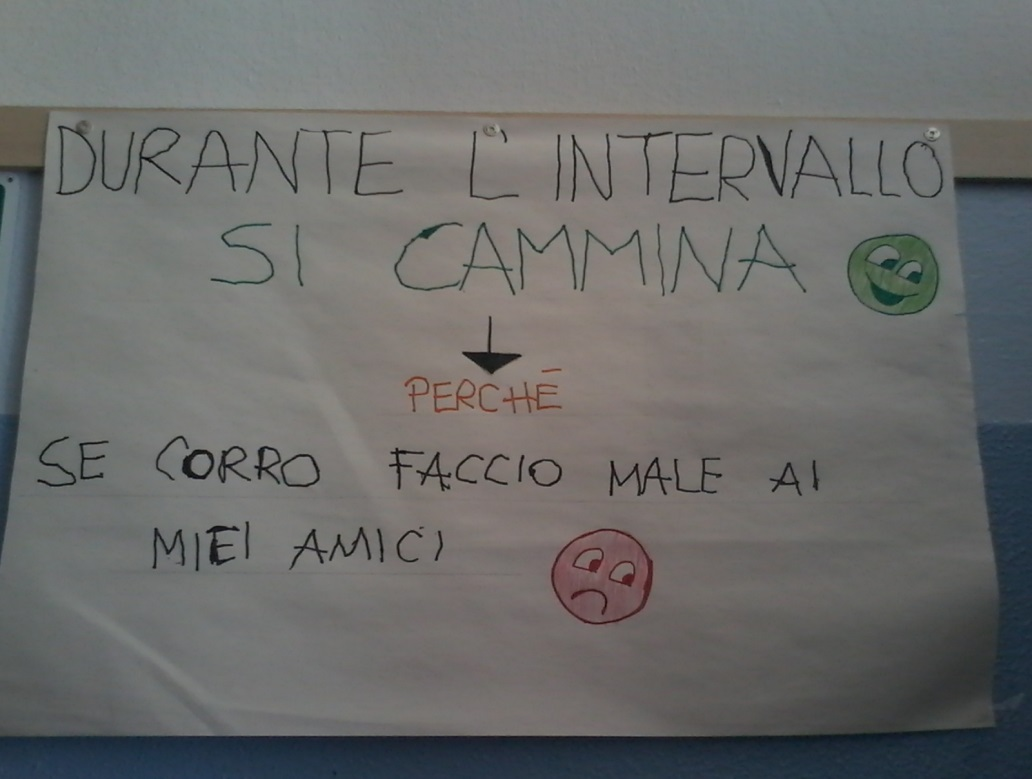 DURANTE L'INTERVALLO
SI CAMMINA
PERCHÉ
SE CORRO FACCIO MALE AI
MIEI AMICI